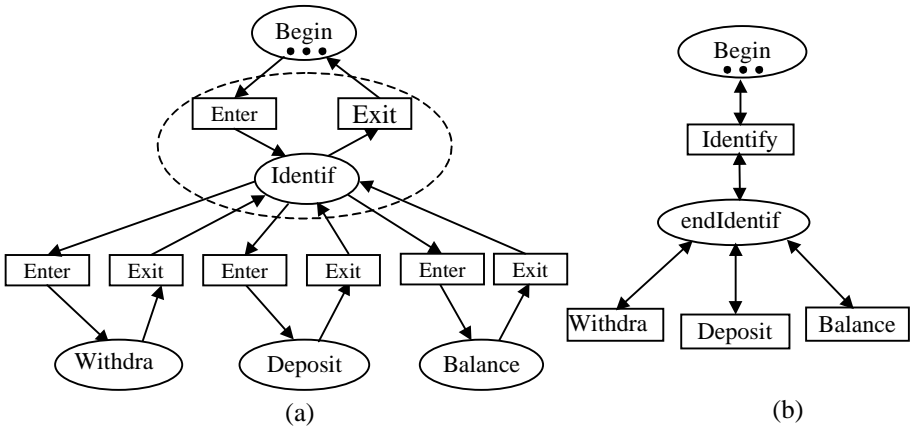 Begin
Enter
Exit
Identif
Enter
Exit
Enter
Exit
Enter
Exit
Withdra
Deposit
Balance
(a)
Begin
Identify
endIdentif
Withdra
Deposit
Balance
(b)